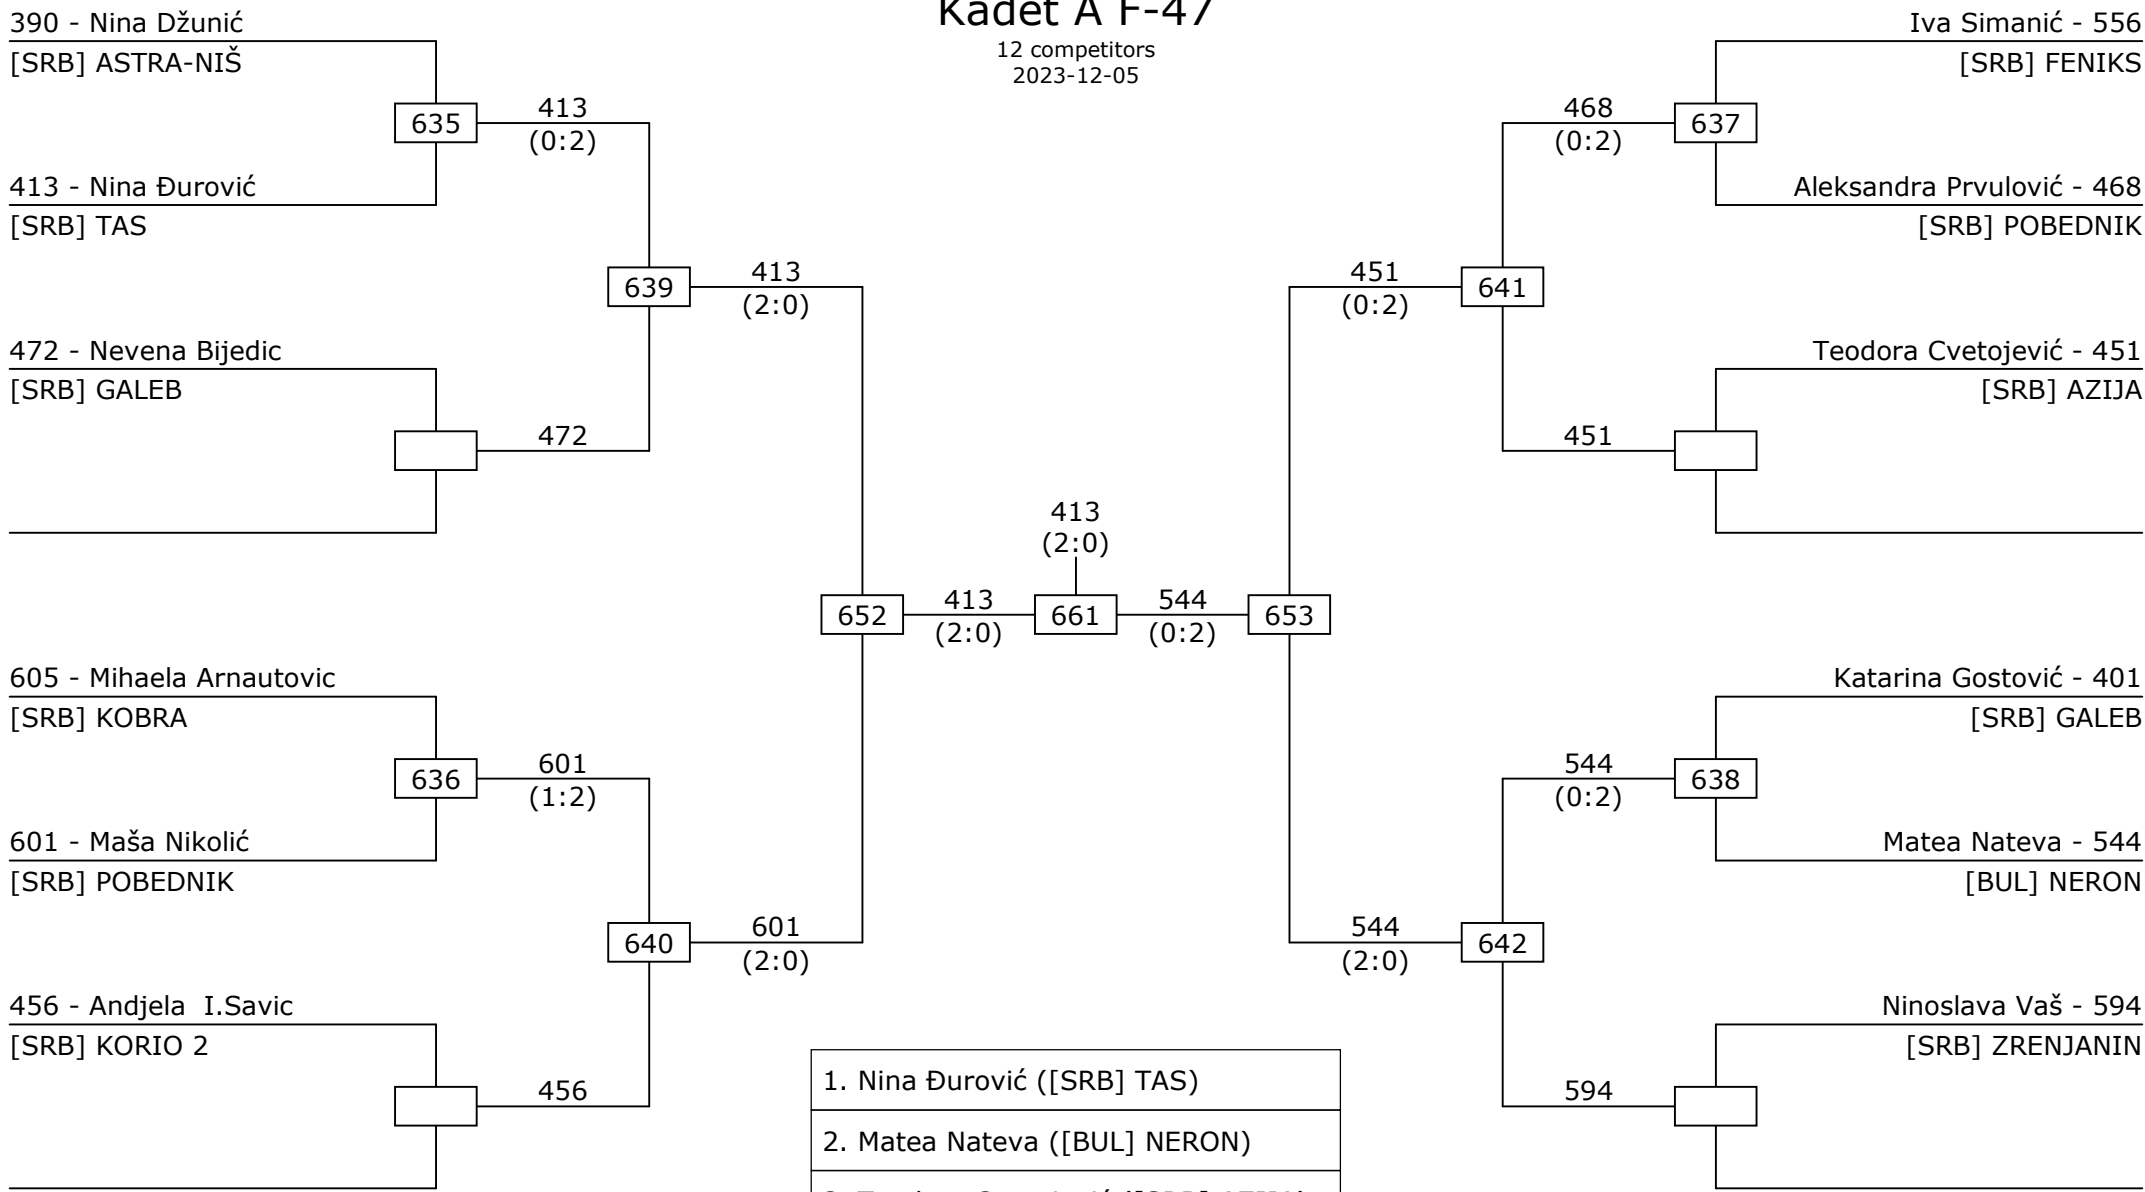 Kadet A F-47
12 competitors
2023-12-05
390 - Nina Džunić
[SRB] ASTRA-NIŠ
635
413
(0:2)
413 - Nina Đurović
[SRB] TAS
639
413
(2:0)
472 - Nevena Bijedic
[SRB] GALEB
472
605 - Mihaela Arnautovic
[SRB] KOBRA
636
601
(1:2)
601 - Maša Nikolić
[SRB] POBEDNIK
640
601
(2:0)
456 - Andjela  I.Savic
[SRB] KORIO 2
456
652
413
(2:0)
413
(2:0)
661
544
(0:2)
653
Iva Simanić - 556
[SRB] FENIKS
468
(0:2)
637
Aleksandra Prvulović - 468
[SRB] POBEDNIK
451
(0:2)
641
Teodora Cvetojević - 451
[SRB] AZIJA
451
Katarina Gostović - 401
[SRB] GALEB
544
(0:2)
638
Matea Nateva - 544
[BUL] NERON
544
(2:0)
642
Ninoslava Vaš - 594
[SRB] ZRENJANIN
594
1. Nina Đurović ([SRB] TAS)
2. Matea Nateva ([BUL] NERON)